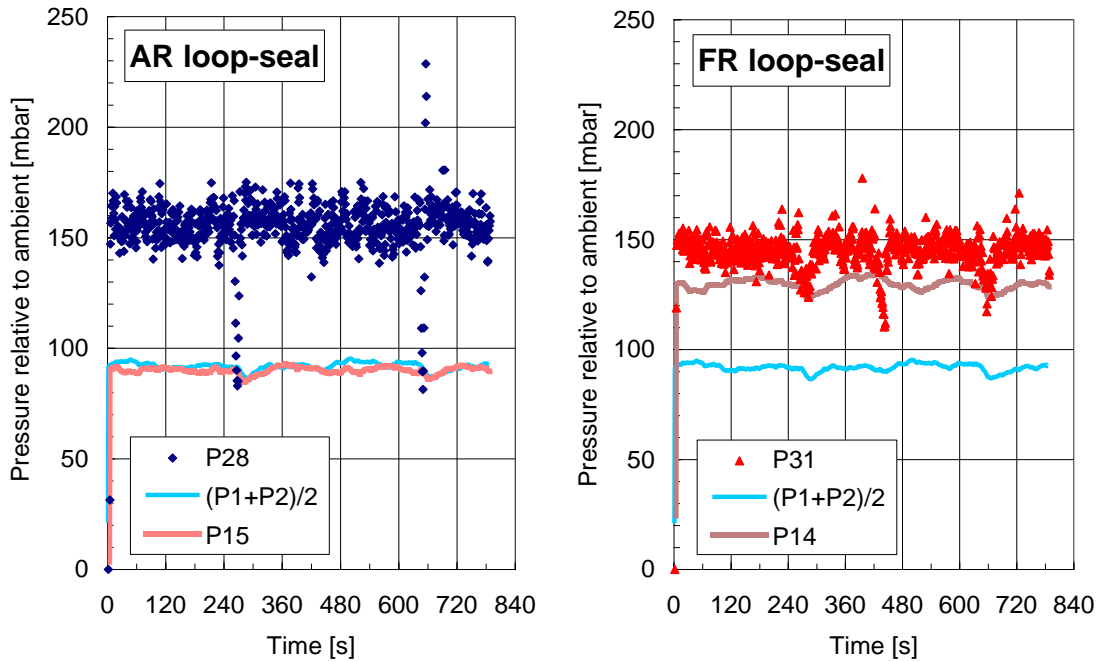 AR loop-seal
Pressure relative to ambient [mbar]
250
200
150
100
50
0
P28
(P1+P2)/2
P15
0 120 240 360 480 600 720 840
Time [s]
FR loop-seal
Pressure relative to ambient [mbar]
250
200
150
100
50
0
P31
(P1+P2)/2
P14
0 120 240 360 480 600 720 840
Time [s]